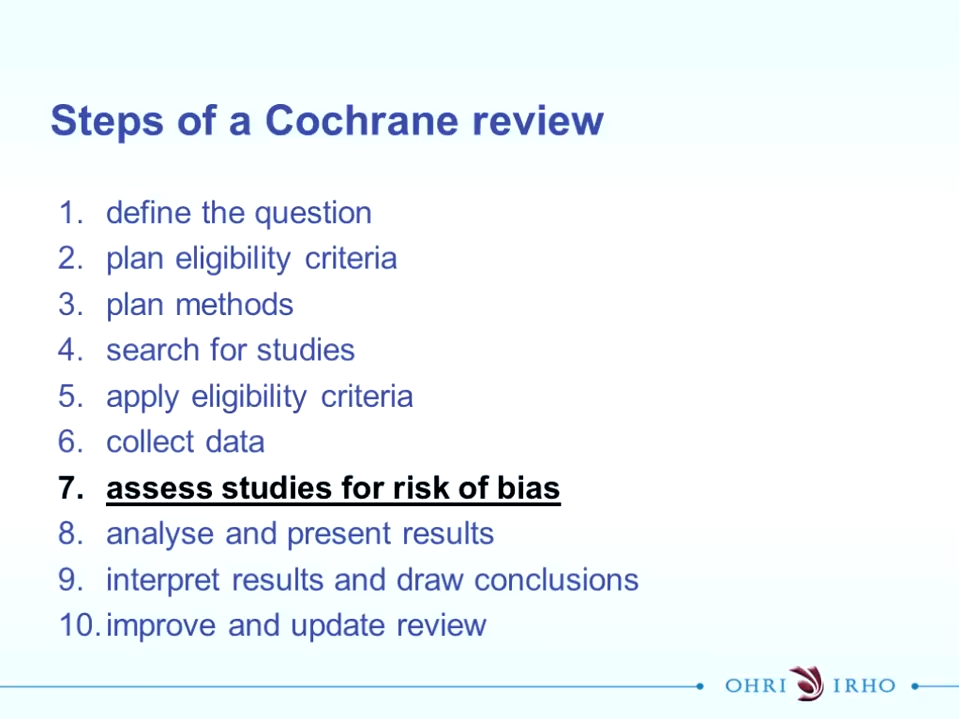 Steps of a Cochrane review
1. define the question
2. plan eligibility criteria
3. plan methods
4. search for studies
5. apply eligibility criteria
6. collect data
7. assess studies for risk of bias
8. analyse and present results
9. interpret results and draw conclusions
10. improve and update review
OHRI IRHO